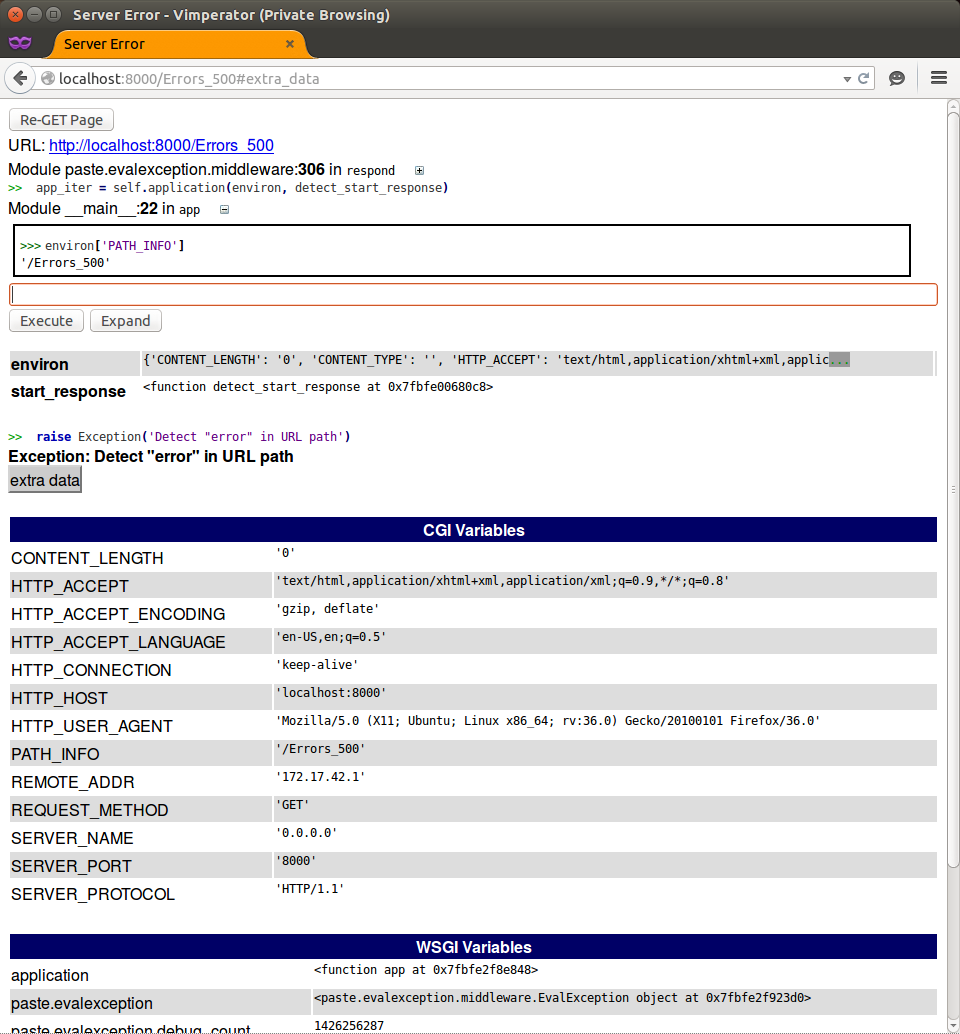 Server Error - Vimperator (Private Browsing)
Server Error
localhost:8000/Errors_500#extra_data
Re-GET Page
URL: http://localhost:8000/Errors_500
Module paste.evalexception.middleware:306 in respond
>> app_iter = self.application(environ, detect_start_response)
Module __main__:22 in app
>>> environ['PATH_INFO']
'/Errors_500'
Execute Expand
environ {'CONTENT_LENGTH': '0', 'CONTENT_TYPE': '', 'HTTP_ACCEPT': 'text/html,application/xhtml+xml,applic...
start_response <function detect_start_response at 0x7fbfe00680c8>
>> raise Exception('Detect "error" in URL path')
Exception: Detect "error" in URL path
extra data
CGI Variables
CONTENT_LENGTH '0'
HTTP_ACCEPT 'text/html,application/xhtml+xml,application/xml;q=0.9,*/*;q=0.8'
HTTP_ACCEPT_ENCODING 'gzip, deflate'
HTTP_ACCEPT_LANGUAGE 'en-US,en;q=0.5'
HTTP_CONNECTION 'keep-alive'
HTTP_HOST 'localhost:8000'
HTTP_USER_AGENT 'Mozilla/5.0 (X11; Ubuntu; Linux x86_64; rv:36.0) Gecko/20100101 Firefox/36.0'
PATH_INFO '/Errors_500'
REMOTE_ADDR '172.17.42.1'
REQUEST_METHOD 'GET'
SERVER_NAME '0.0.0.0'
SERVER_PORT '8000'
SERVER_PROTOCOL 'HTTP/1.1'
WSGI Variables
application <function app at 0x7fbfe2f8e848>
paste.evalexception <paste.evalexception.middleware.EvalException object at 0x7fbfe2f923d0>
paste.evalexception.debug_count 1426256287